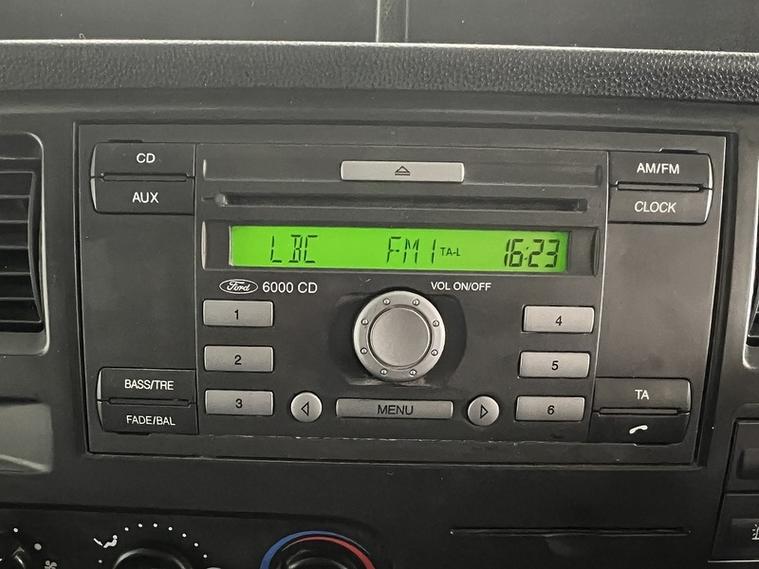 CD
AM/FM
AUX
CLOCK
LBC FM1 TA-L 16:23
Ford 6000 CD VOL ON/OFF
1
4
2
5
BASS/TRE
TA
3 MENU 6
FADE/BAL